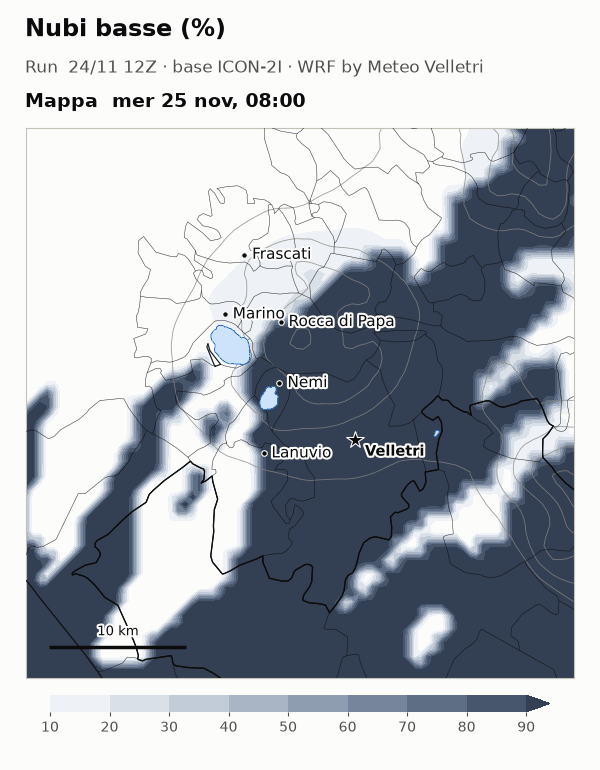 Nubi basse (%)
Run  24/11 12Z · base ICON-2I · WRF by Meteo Velletri
Mappa  mer 25 nov, 08:00
Frascati
Marino
Rocca di Papa
Nemi
Velletri
Lanuvio
10 km
10 20 30 40 50 60 70 80 90